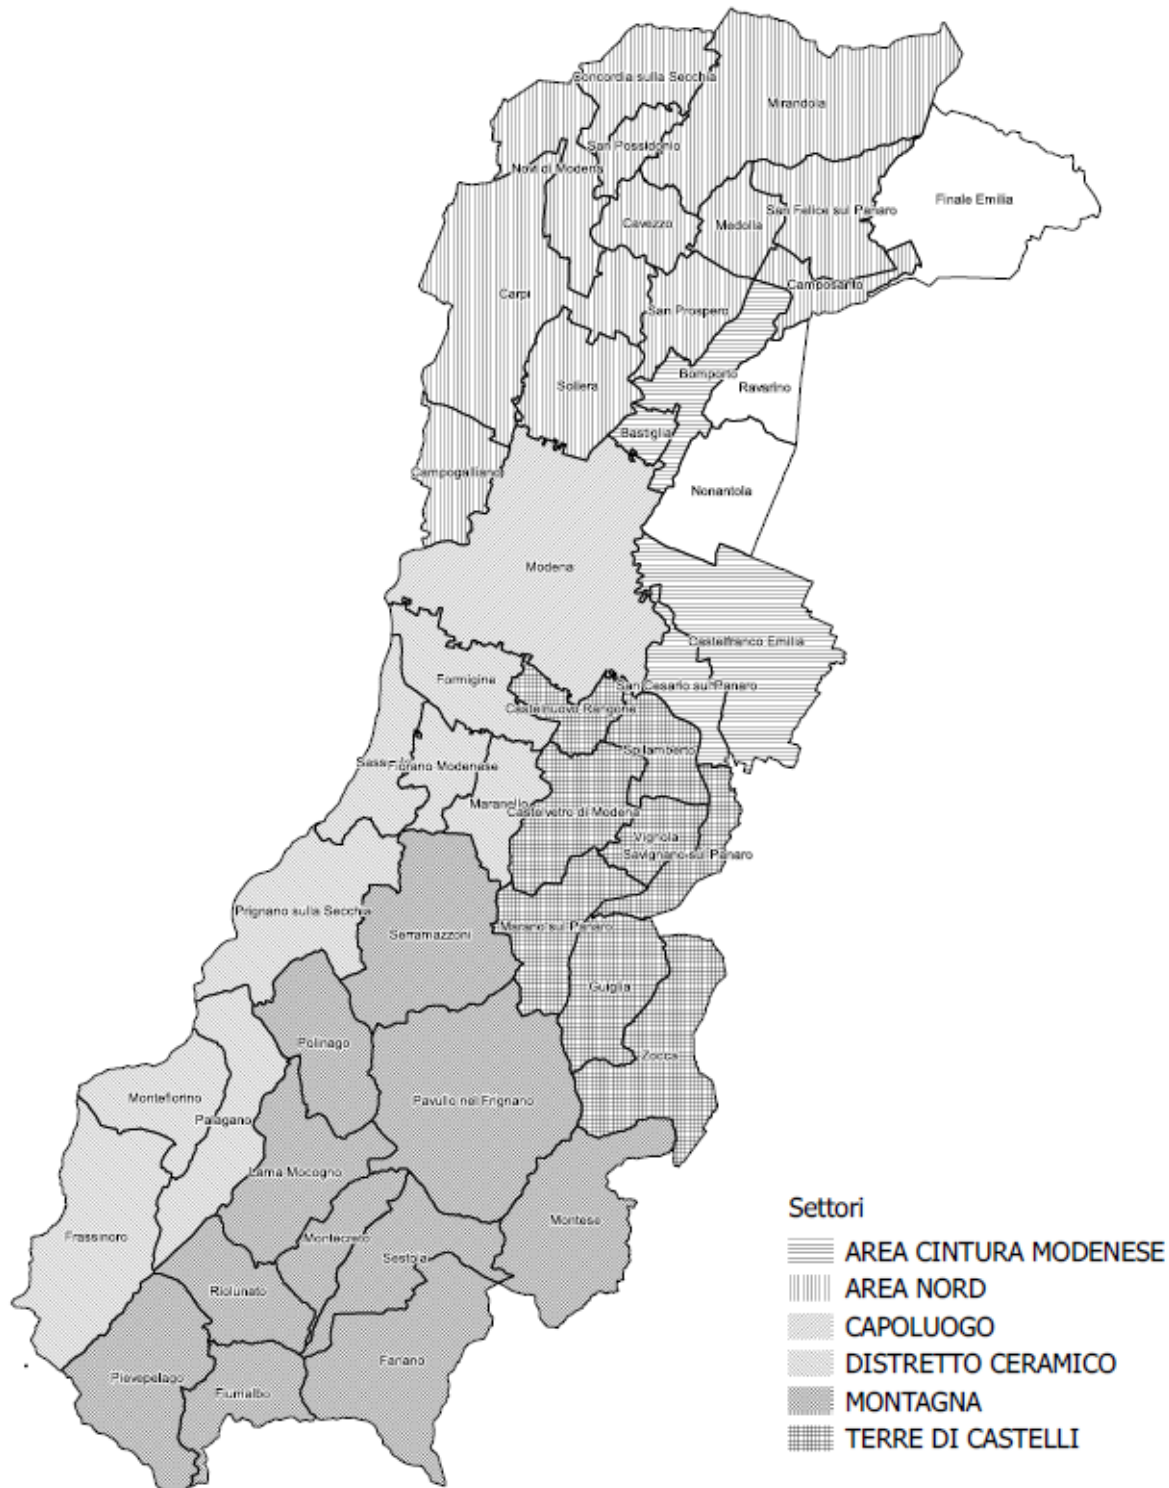 Concordia sulla Secchia
Mirandola
San Possidonio
Novi di Modena
Finale Emilia
San Felice sul Panaro
Cavezzo
Medolla
Camposanto
Carpi
San Prospero
Bomporto
Soliera
Ravarino
Bastiglia
Campogalliano
Nonantola
Modena
Castelfranco Emilia
Formigine
San Cesario sul Panaro
Castelnuovo Rangone
Spilamberto
Fiorano Modenese
Maranello
Castelvetro di Modena
Vignola
Savignano sul Panaro
Prignano sulla Secchia
Marano sul Panaro
Serramazzoni
Guiglia
Polinago
Zocca
Montefiorino
Pavullo nel Frignano
Palagano
Lama Mocogno
Montese
Frassinoro
Montecreto
Sestola
Riolunato
Fanano
Pievepelago
Fiumalbo
Settori
AREA CINTURA MODENESE
AREA NORD
CAPOLUOGO
DISTRETTO CERAMICO
MONTAGNA
TERRE DI CASTELLI